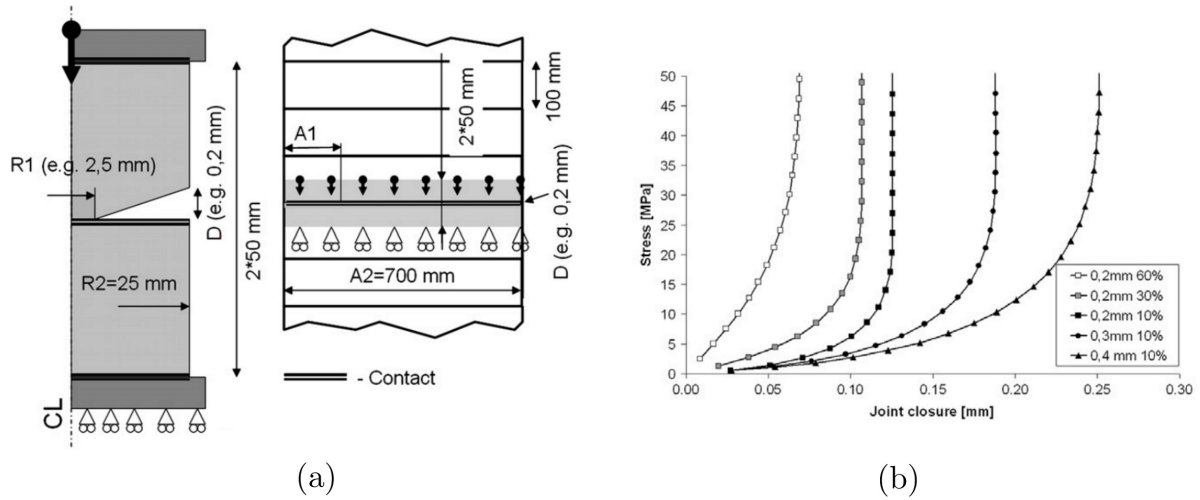 R1 (e.g. 2,5 mm)
D (e.g. 0,2 mm)
2*50 mm
R2=25 mm
CL
A1
2*50 mm
100 mm
D (e.g. 0,2 mm)
A2=700 mm
- Contact
(a)
Stress [MPa]
50
45
40
35
30
25
20
15
10
5
0
0,2mm 60%
0,2mm 30%
0,2mm 10%
0,3mm 10%
0,4 mm 10%
0.00 0.05 0.10 0.15 0.20 0.25 0.30
Joint closure [mm]
(b)